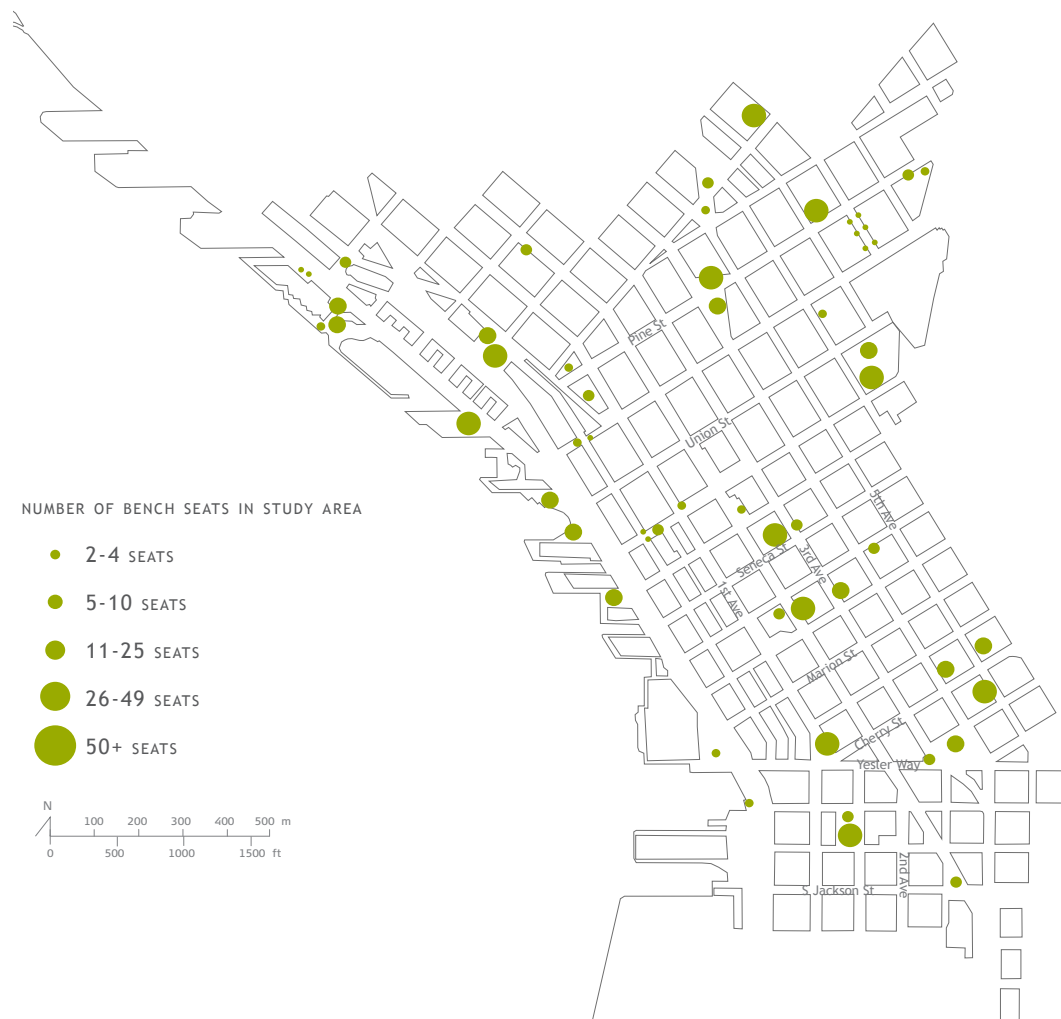 Pine St
Union St
5th Ave
Seneca St
3rd Ave
1st Ave
Marion St
Cherry St
Yester Way
2nd Ave
S Jackson St
NUMBER OF BENCH SEATS IN STUDY AREA
2-4 SEATS
5-10 SEATS
11-25 SEATS
26-49 SEATS
50+ SEATS
N
100 200 300 400 500 m
0 500 1000 1500 ft